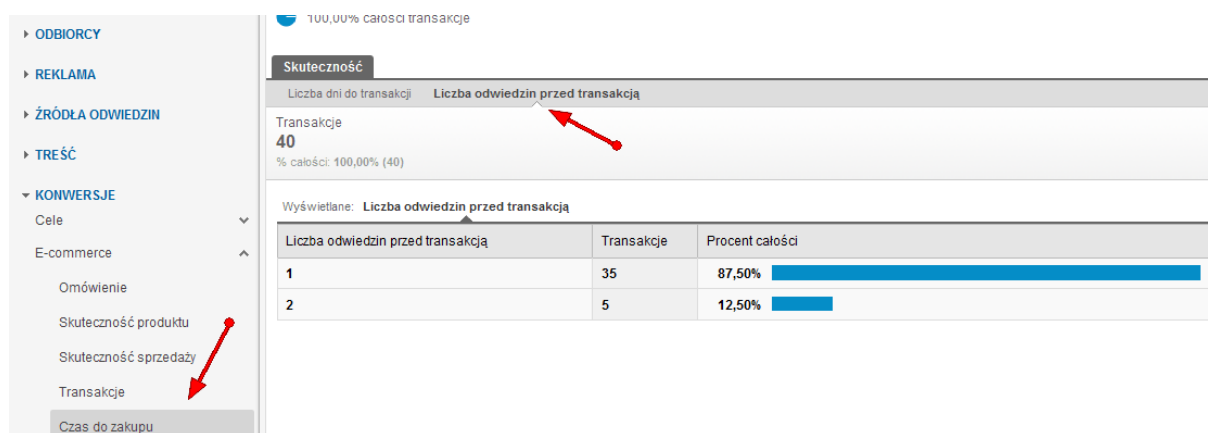 100,00% całości transakcje
ODBIORCY
REKLAMA
ŹRÓDŁA ODWIEDZIN
TREŚĆ
KONWERSJE
Cele
E-commerce
Omówienie
Skuteczność produktu
Skuteczność sprzedaży
Transakcje
Czas do zakupu
Skuteczność
Liczba dni do transakcji Liczba odwiedzin przed transakcją
Transakcje
40
% całości: 100,00% (40)
Wyświetlane: Liczba odwiedzin przed transakcją
Liczba odwiedzin przed transakcją Transakcje Procent całości
1 35 87,50%
2 5 12,50%